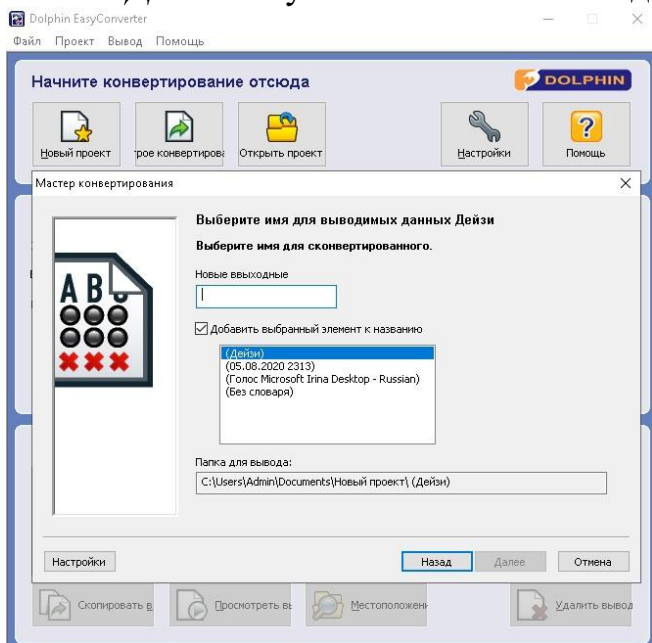 Dolphin EasyConverter
Файл Проект Вывод Помощь
Начните конвертирование отсюда
DOLPHIN
Новый проект
трое конвертирова
Открыть проект
Настройки
Помощь
Мастер конвертирования
Выберите имя для выводимых данных Дейзи
Выберите имя для сконвертированного.
Новые ввыходные
Добавить выбранный элемент к названию
(Дейзи)
(05.08.2020 2313)
(Голос Microsoft Irina Desktop - Russian)
(Без словаря)
Папка для вывода:
C:\Users\Admin\Documents\Новый проект\ (Дейзи)
ABC
Настройки
Назад
Далее
Отмена
Скопировать в
Просмотреть вы
Местоположен
Удалить вывод